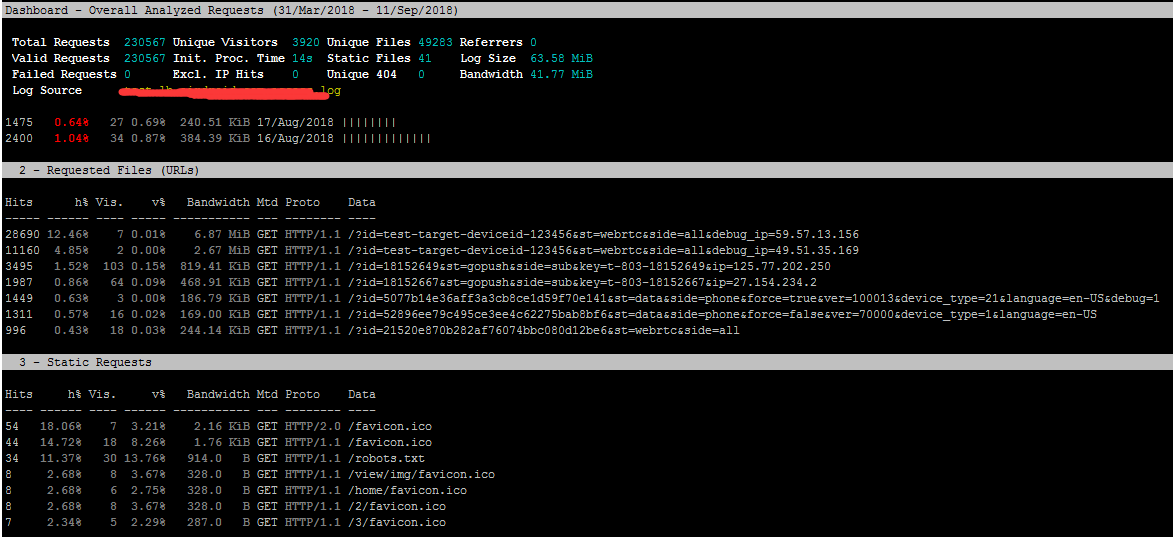 Dashboard - Overall Analyzed Requests (31/Mar/2018 - 11/Sep/2018)
Total Requests 230567 Unique Visitors 3920 Unique Files 49283 Referrers 0
Valid Requests 230567 Init. Proc. Time 14s Static Files 41 Log Size 63.58 MiB
Failed Requests 0 Excl. IP Hits 0 Unique 404 0 Bandwidth 41.77 MiB
Log Source log
1475 0.64% 27 0.69% 240.51 KiB 17/Aug/2018 ||||||||
2400 1.04% 34 0.87% 384.39 KiB 16/Aug/2018 |||||||||||||
2 - Requested Files (URLs)
Hits h% Vis. v% Bandwidth Mtd Proto Data
----- ------ ---- ----- ----------- --- -------- ----
28690 12.46% 7 0.01% 6.87 MiB GET HTTP/1.1 /?id=test-target-deviceid-123456&st=webrtc&side=all&debug_ip=59.57.13.156
11160 4.85% 2 0.00% 2.67 MiB GET HTTP/1.1 /?id=test-target-deviceid-123456&st=webrtc&side=all&debug_ip=49.51.35.169
3495 1.52% 103 0.15% 819.41 KiB GET HTTP/1.1 /?id=18152649&st=gopush&side=sub&key=t-803-18152649&ip=125.77.202.250
1987 0.86% 64 0.09% 468.91 KiB GET HTTP/1.1 /?id=18152667&st=gopush&side=sub&key=t-803-18152667&ip=27.154.234.2
1449 0.63% 3 0.00% 186.79 KiB GET HTTP/1.1 /?id=5077b14e36aff3a3cb8ce1d59f70e141&st=data&side=phone&force=true&ver=100013&device_type=21&language=en-US&debug=1
1311 0.57% 16 0.02% 169.00 KiB GET HTTP/1.1 /?id=52896ee79c495ce3ee4c62275bab8bf6&st=data&side=phone&force=false&ver=70000&device_type=1&language=en-US
996 0.43% 18 0.03% 244.14 KiB GET HTTP/1.1 /?id=21520e870b282af76074bbc080d12be6&st=webrtc&side=all
3 - Static Requests
Hits h% Vis. v% Bandwidth Mtd Proto Data
---- ------ ---- ------ ----------- --- -------- ----
54 18.06% 7 3.21% 2.16 KiB GET HTTP/2.0 /favicon.ico
44 14.72% 18 8.26% 1.76 KiB GET HTTP/1.1 /favicon.ico
34 11.37% 30 13.76% 914.0 B GET HTTP/1.1 /robots.txt
8 2.68% 8 3.67% 328.0 B GET HTTP/1.1 /view/img/favicon.ico
8 2.68% 6 2.75% 328.0 B GET HTTP/1.1 /home/favicon.ico
8 2.68% 8 3.67% 328.0 B GET HTTP/1.1 /2/favicon.ico
7 2.34% 5 2.29% 287.0 B GET HTTP/1.1 /3/favicon.ico